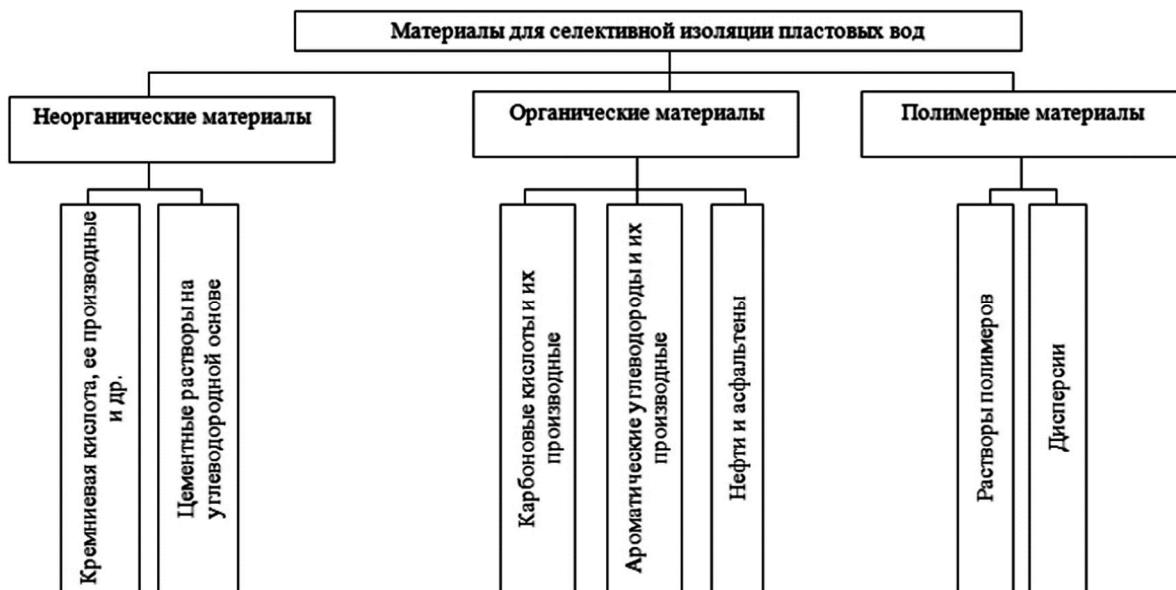 Материалы для селективной изоляции пластовых вод
Неорганические материалы
Органические материалы
Полимерные материалы
Кремниевая кислота, ее производные
и др.
Цементные растворы на
углеводородной основе
Карбоновые кислоты и их
производные
Ароматические углеводороды и их
производные
Нефти и асфальтены
Растворы полимеров
Дисперсии